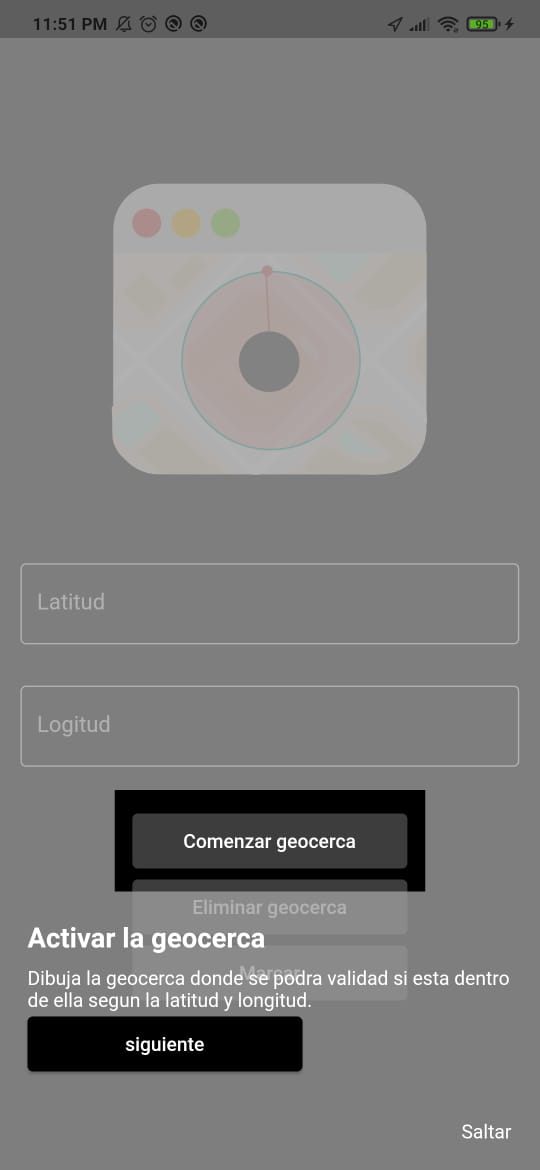 11:51 PM
95
Latitud
Logitud
Comenzar geocerca
Eliminar geocerca
Activar la geocerca
Marcar
Dibuja la geocerca donde se podra validad si esta dentro
de ella segun la latitud y longitud.
siguiente
Saltar